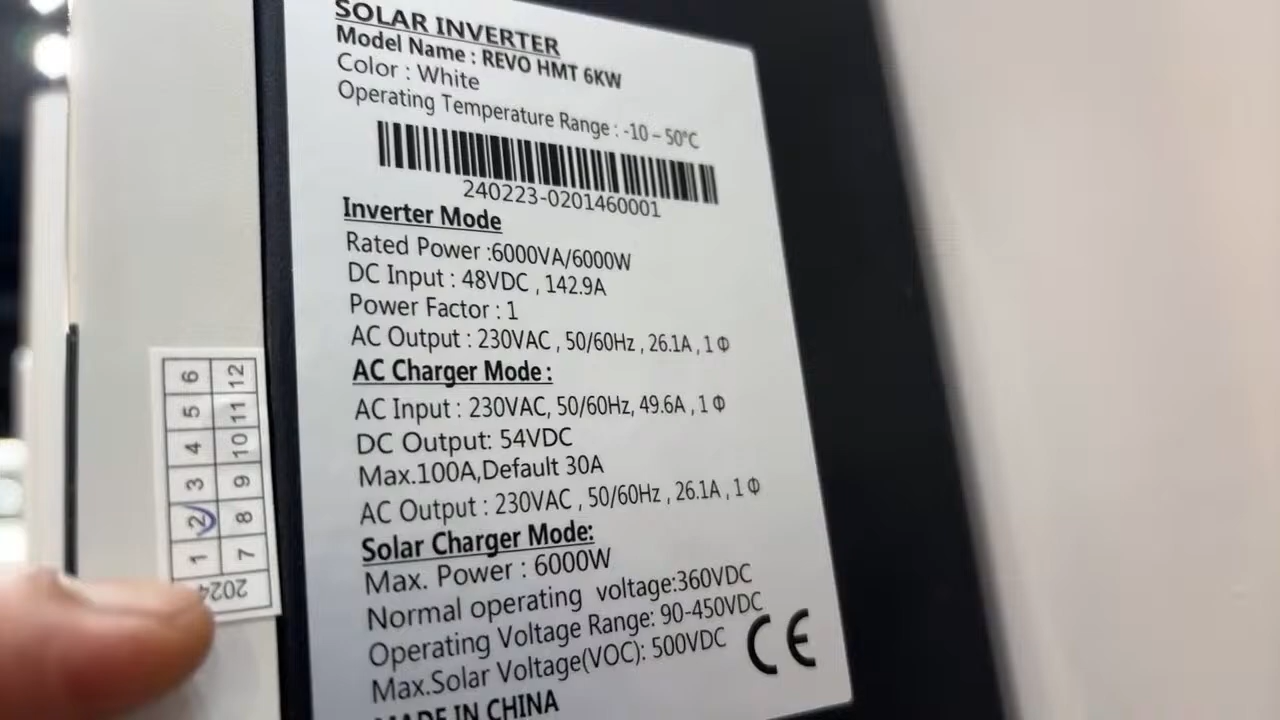 SOLAR INVERTER
Model Name : REVO HMT 6KW
Color : White
Operating Temperature Range : -10 – 50℃
240223-0201460001
Inverter Mode
Rated Power :6000VA/6000W
DC Input : 48VDC , 142.9A
Power Factor : 1
AC Output : 230VAC , 50/60Hz , 26.1A , 1 Φ
AC Charger Mode :
AC Input : 230VAC, 50/60Hz, 49.6A , 1 Φ
DC Output: 54VDC
Max.100A,Default 30A
AC Output : 230VAC , 50/60Hz , 26.1A , 1 Φ
Solar Charger Mode:
Max. Power : 6000W
Normal operating voltage:360VDC
Operating Voltage Range: 90-450VDC
Max.Solar Voltage(VOC): 500VDC
CE
MADE IN CHINA
2024
1 2 3 4 5 6
7 8 9 10 11 12